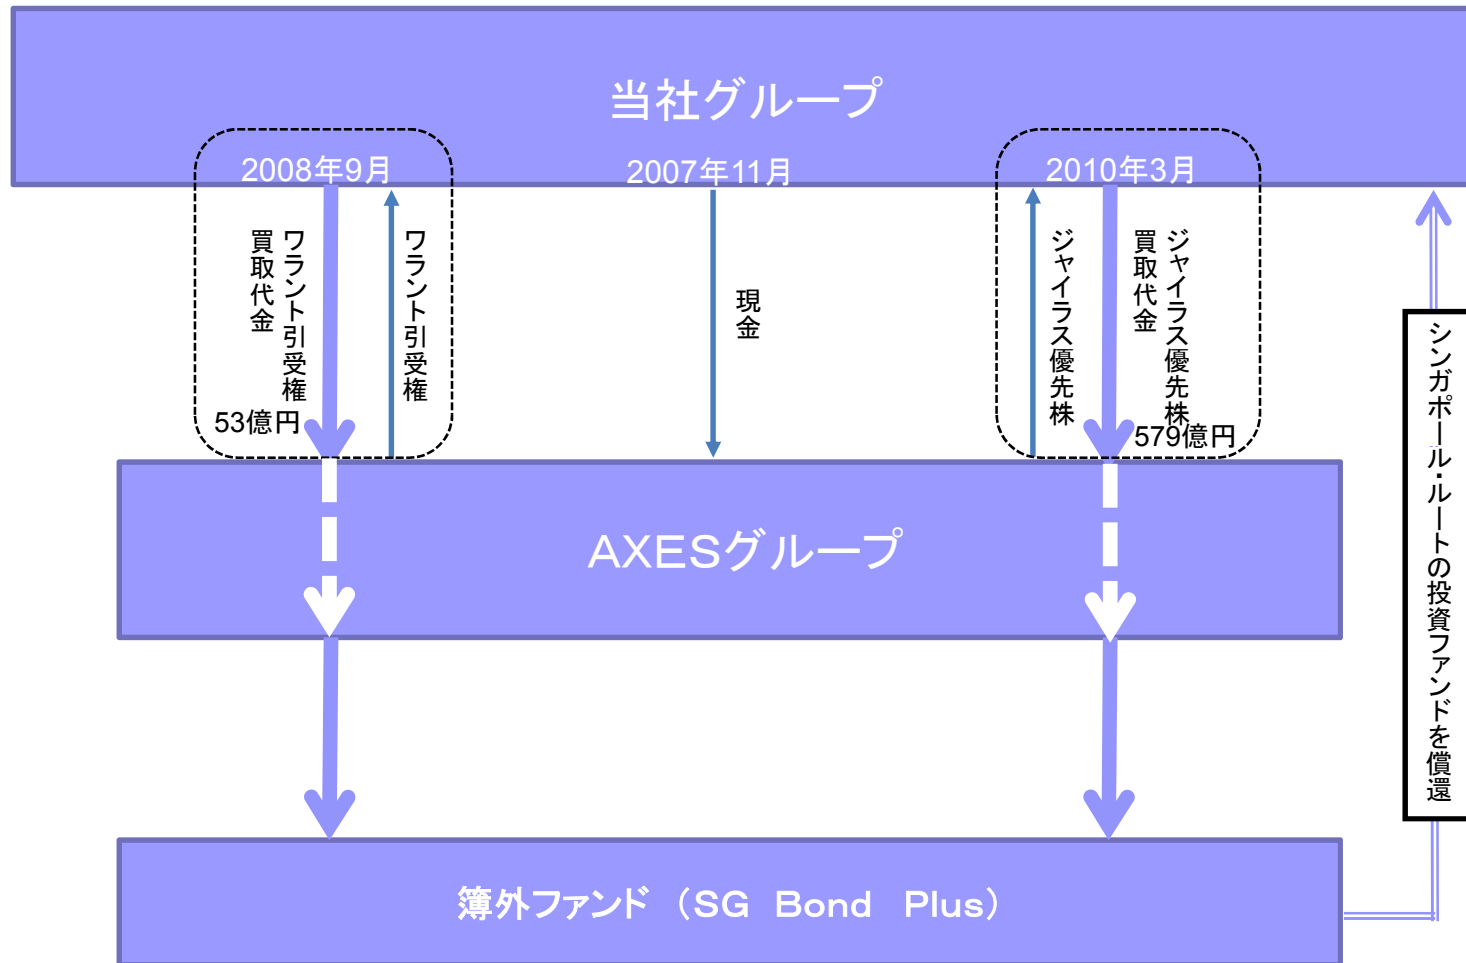 当社グループ
2008年9月
2007年11月
2010年3月
ワラント引受権
買取代金
53億円
ワラント引受権
現金
ジャイラス優先株
ジャイラス優先株
買取代金
579億円
シンガポール・ルートの投資ファンドを償還
AXESグループ
簿外ファンド (SG Bond Plus)